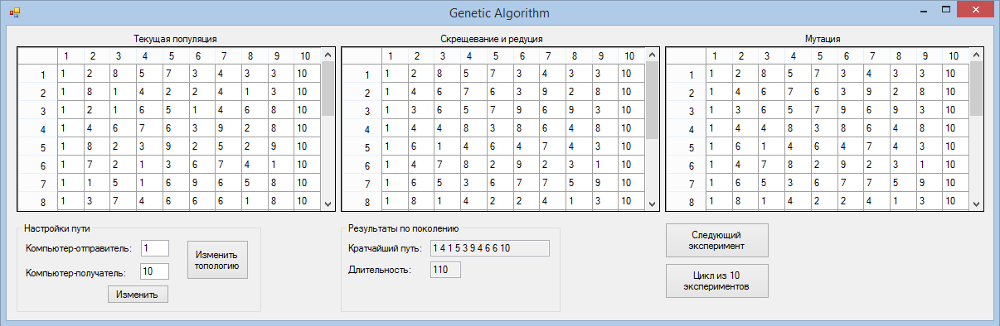 Genetic Algorithm
Текущая популяция
1 2 3 4 5 6 7 8 9 10
1 1 2 8 5 7 3 4 3 3 10
2 1 8 1 4 2 2 4 1 3 10
3 1 2 1 6 5 1 4 6 8 10
4 1 4 6 7 6 3 9 2 8 10
5 1 8 2 3 9 2 5 2 9 10
6 1 7 2 1 3 6 7 4 1 10
7 1 1 5 1 6 9 6 5 8 10
8 1 3 7 4 6 6 6 1 8 10
Скрещевание и редуция
1 2 3 4 5 6 7 8 9 10
1 1 2 8 5 7 3 4 3 3 10
2 1 4 6 7 6 3 9 2 8 10
3 1 3 6 5 7 9 6 9 3 10
4 1 4 4 8 3 8 6 4 8 10
5 1 6 1 4 6 4 7 4 3 10
6 1 4 7 8 2 9 2 3 1 10
7 1 6 5 3 6 7 7 5 9 10
8 1 8 1 4 2 2 4 1 3 10
Мутация
1 2 3 4 5 6 7 8 9 10
1 1 2 8 5 7 3 4 3 3 10
2 1 4 6 7 6 3 9 2 8 10
3 1 3 6 5 7 9 6 9 3 10
4 1 4 4 8 3 8 6 4 8 10
5 1 6 1 4 6 4 7 4 3 10
6 1 4 7 8 2 9 2 3 1 10
7 1 6 5 3 6 7 7 5 9 10
8 1 8 1 4 2 2 4 1 3 10
Настройки пути
Компьютер-отправитель: 1
Компьютер-получатель: 10
Изменить
Изменить
топологию
Результаты по поколению
Кратчайший путь: 1 4 1 5 3 9 4 6 6 10
Длительность: 110
Следующий
эксперимент
Цикл из 10
экспериментов